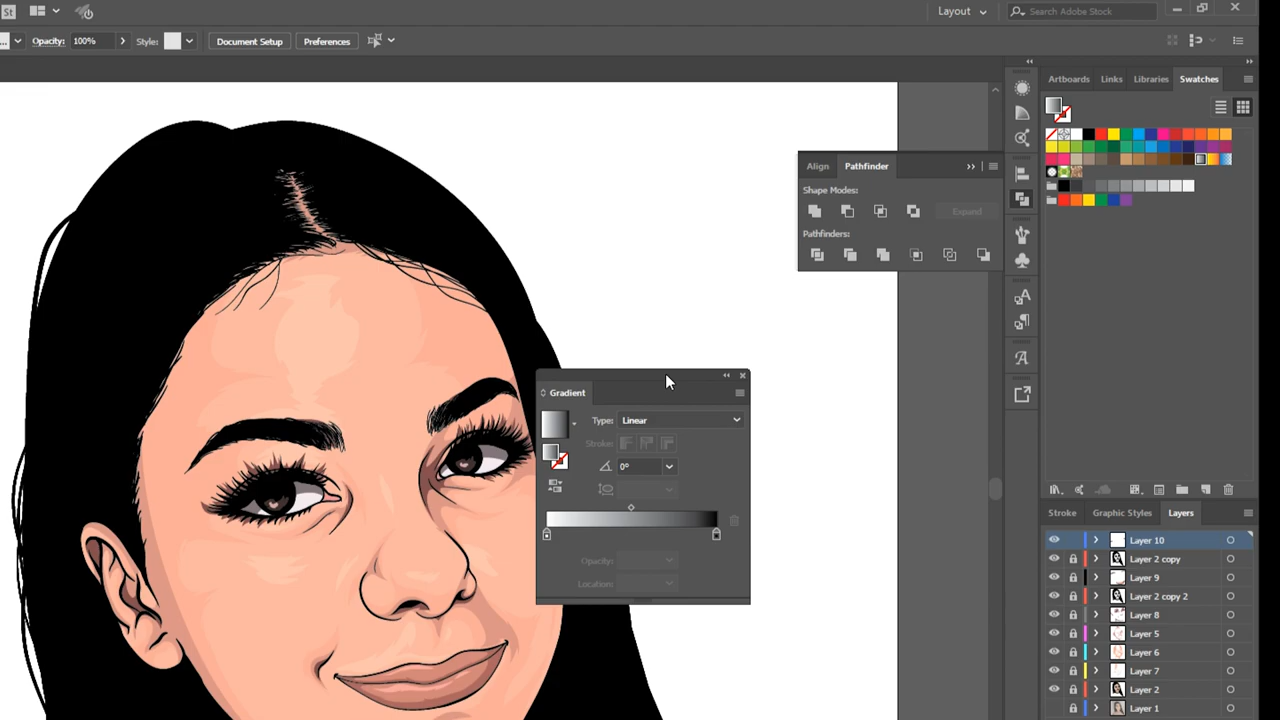 St
Layout
Search Adobe Stock
Opacity: 100%
Style:
Document Setup
Preferences
Artboards
Links
Libraries
Swatches
Align
Pathfinder
Shape Modes:
Expand
Pathfinders:
Gradient
Type: Linear
Stroke:
0°
Opacity:
Location:
Stroke
Graphic Styles
Layers
Layer 10
Layer 2 copy
Layer 9
Layer 2 copy 2
Layer 8
Layer 5
Layer 6
Layer 7
Layer 2
Layer 1